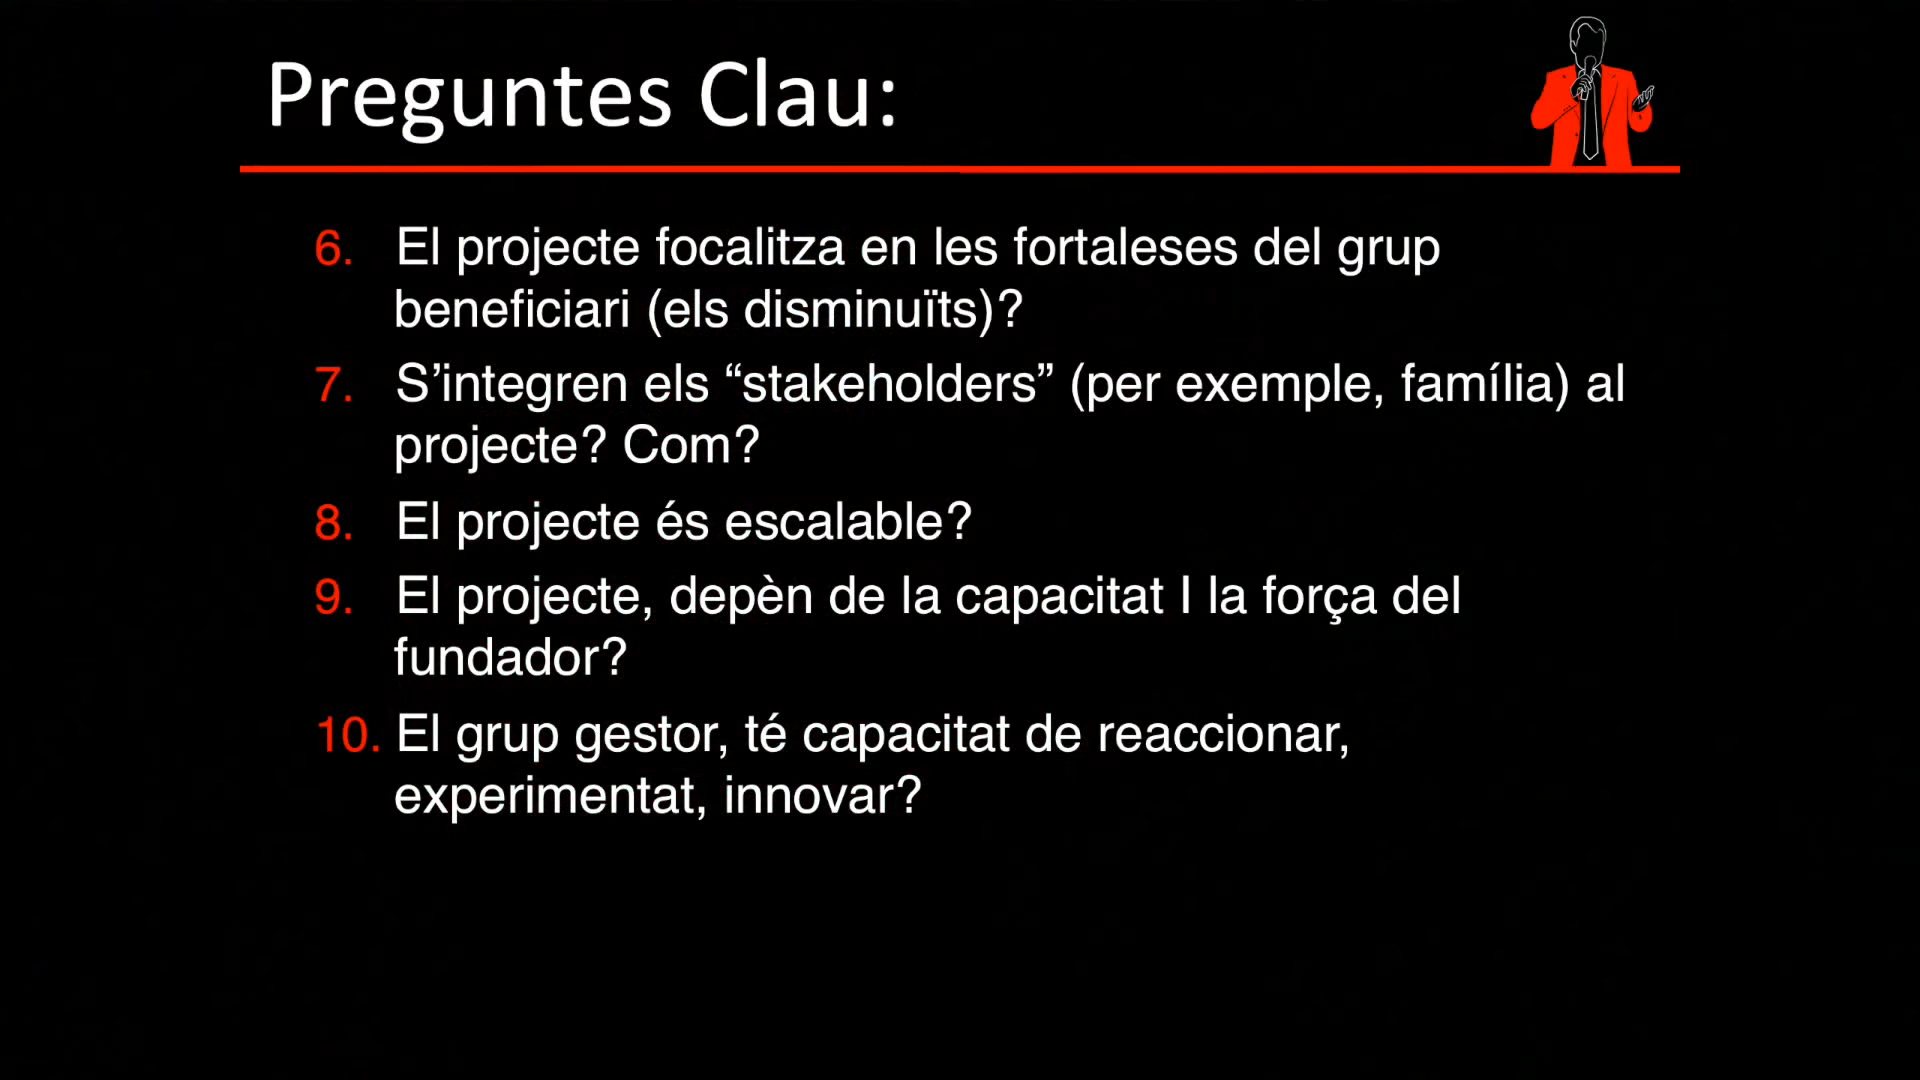 Preguntes Clau:
6. El projecte focalitza en les fortaleses del grup
beneficiari (els disminuïts)?
7. S’integren els “stakeholders” (per exemple, família) al
projecte? Com?
8. El projecte és escalable?
9. El projecte, depèn de la capacitat I la força del
fundador?
10. El grup gestor, té capacitat de reaccionar,
experimentat, innovar?